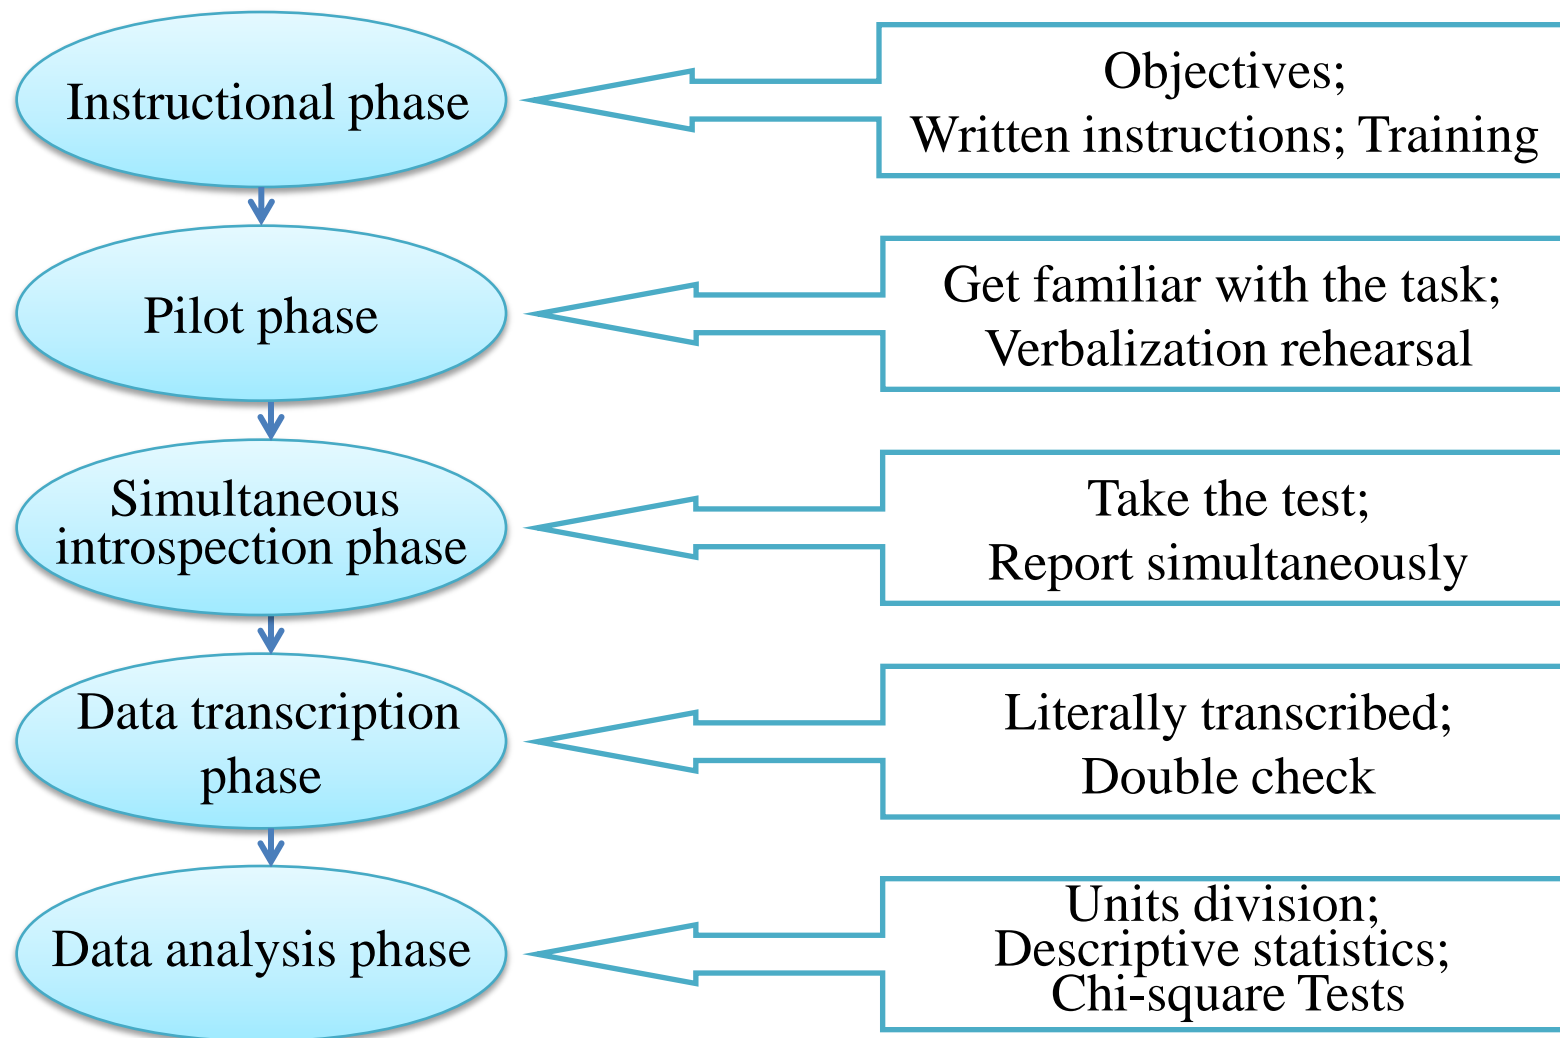 Instructional phase
Objectives;
Written instructions; Training
Pilot phase
Get familiar with the task;
Verbalization rehearsal
Simultaneous
introspection phase
Take the test;
Report simultaneously
Data transcription
phase
Literally transcribed;
Double check
Data analysis phase
Units division;
Descriptive statistics;
Chi-square Tests